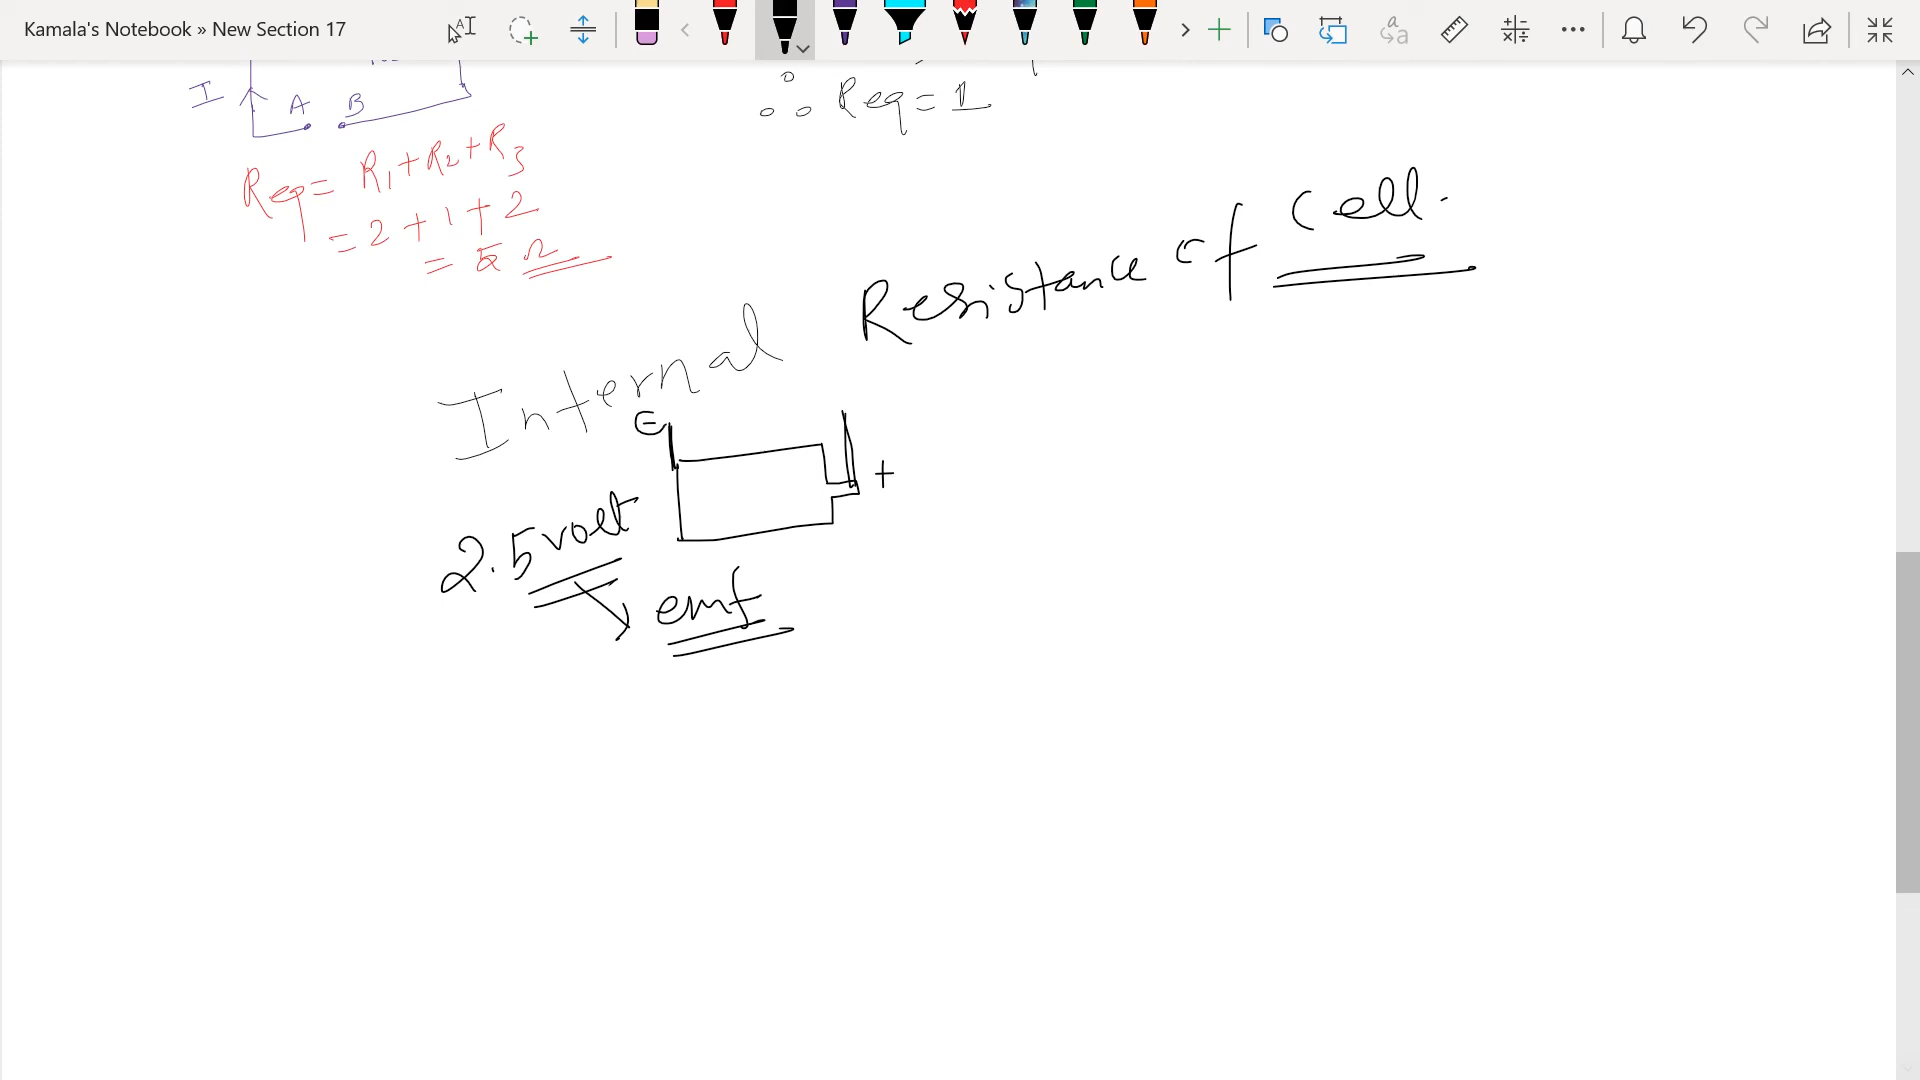 Kamala's Notebook » New Section 17
I
A B
Req = R1 + R2 + R3
= 2 + 1 + 2
= 5 Ω
∴ Req = 1
Internal Resistance of Cell.
+
2.5 volt
emf